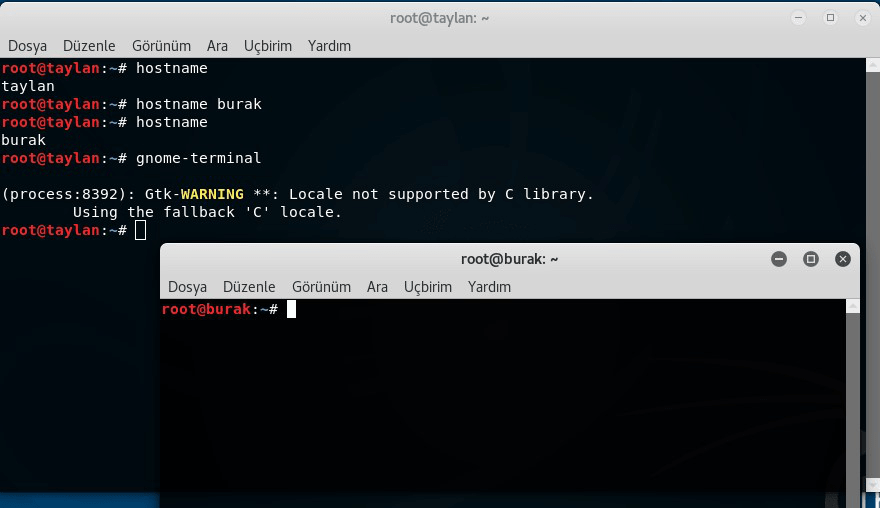 root@taylan: ~
Dosya Düzenle Görünüm Ara Uçbirim Yardım
root@taylan:~# hostname
taylan
root@taylan:~# hostname burak
root@taylan:~# hostname
burak
root@taylan:~# gnome-terminal
(process:8392): Gtk-WARNING **: Locale not supported by C library.
Using the fallback 'C' locale.
root@taylan:~#
root@burak: ~
Dosya Düzenle Görünüm Ara Uçbirim Yardım
root@burak:~#